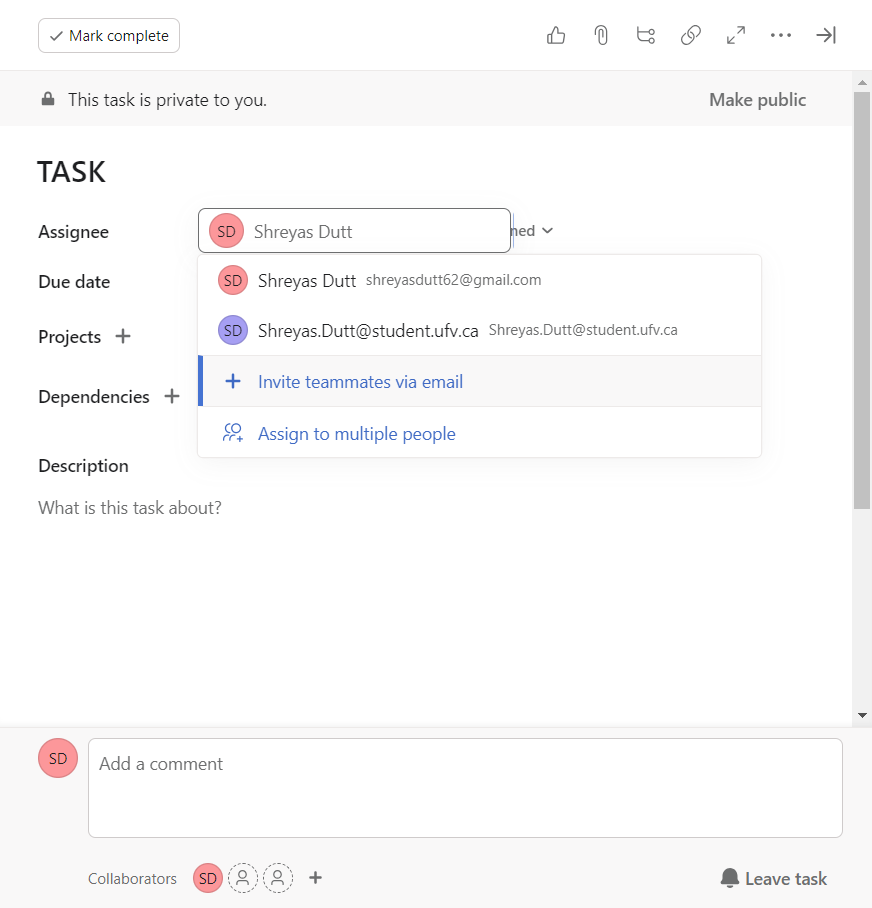 Mark complete
This task is private to you.
Make public
TASK
Assignee
SD Shreyas Dutt
SD Shreyas Dutt shreyasdutt62@gmail.com
Due date
SD Shreyas.Dutt@student.ufv.ca Shreyas.Dutt@student.ufv.ca
Projects
Invite teammates via email
Dependencies
Assign to multiple people
Description
What is this task about?
SD
Add a comment
Collaborators SD
Leave task